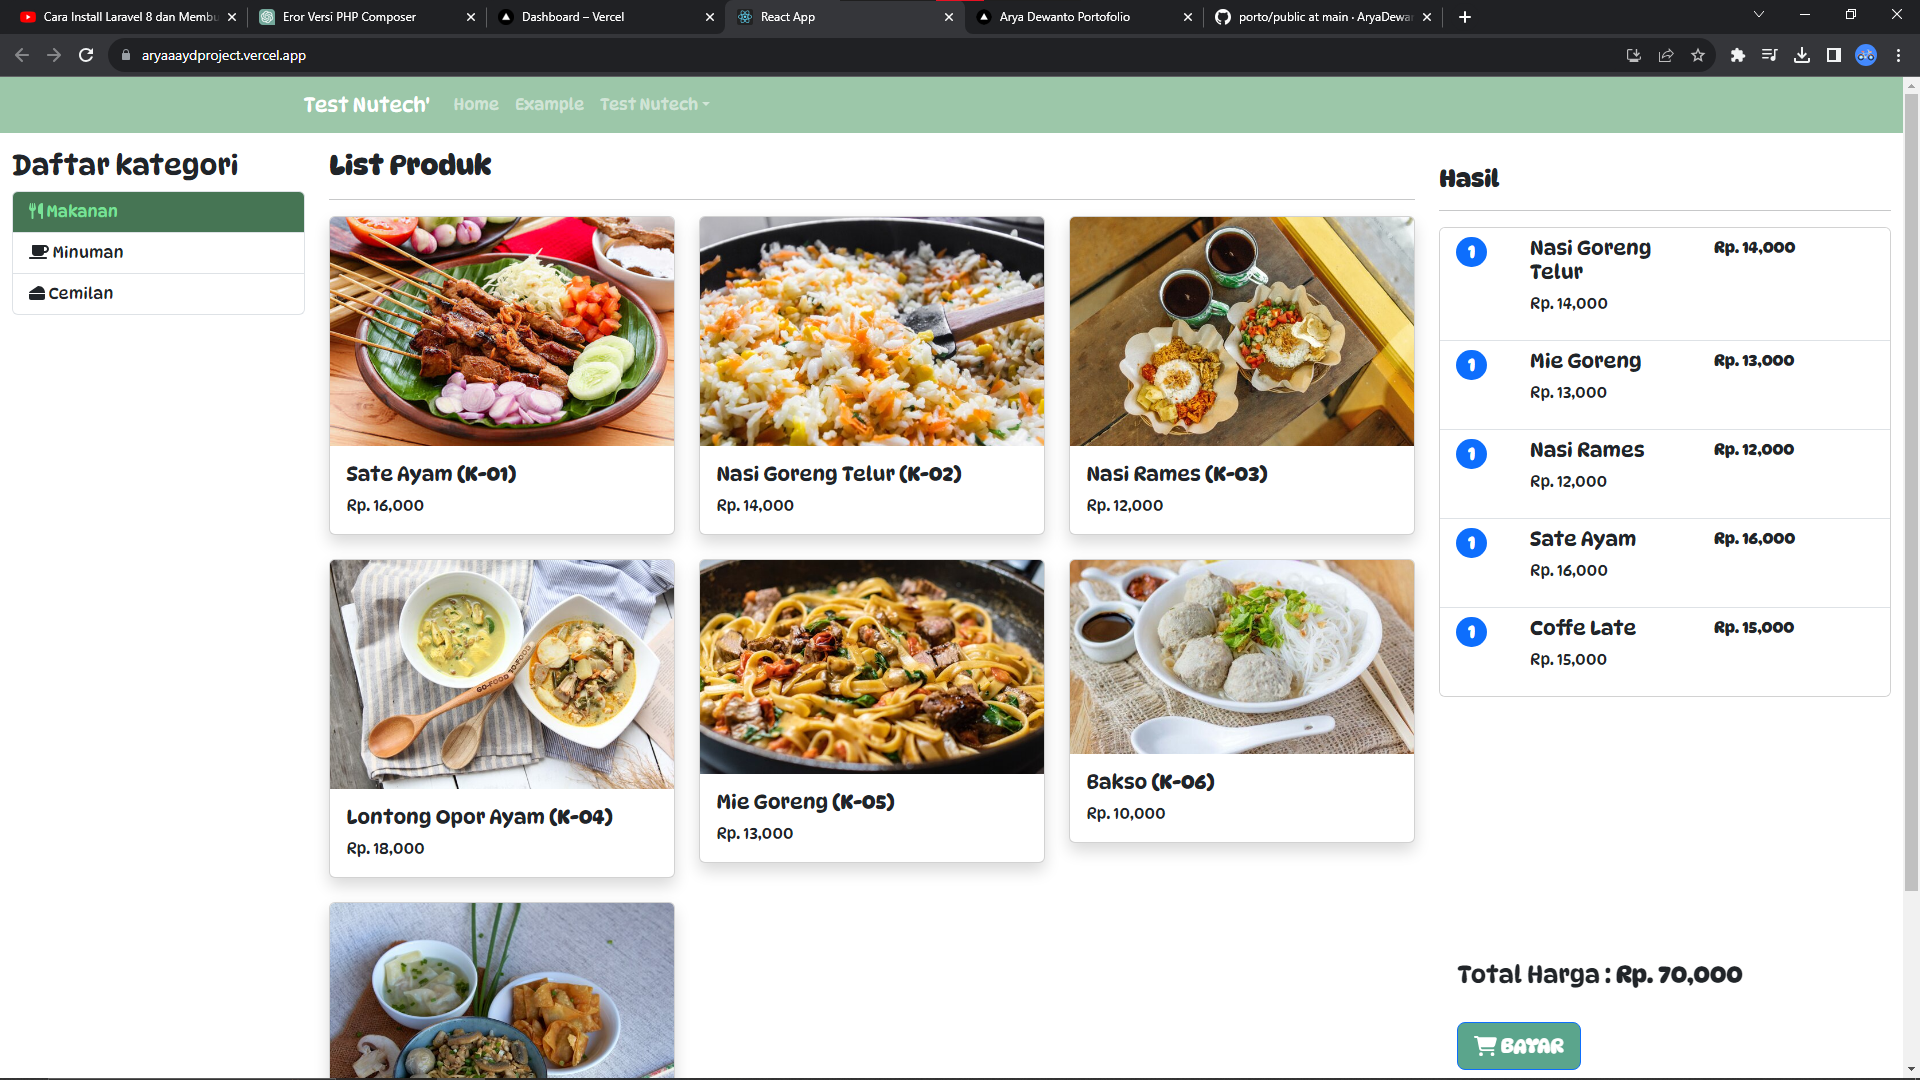 Cara Install Laravel 8 dan Membu
Eror Versi PHP Composer
Dashboard – Vercel
React App
Arya Dewanto Portofolio
porto/public at main · AryaDewan
aryaaaydproject.vercel.app
Test Nutech'
Home
Example
Test Nutech
Daftar kategori
Makanan
Minuman
Cemilan
List Produk
Sate Ayam (K-01)
Rp. 16,000
Nasi Goreng Telur (K-02)
Rp. 14,000
Nasi Rames (K-03)
Rp. 12,000
GO-FOOD TO-FOOD
Lontong Opor Ayam (K-04)
Rp. 18,000
Mie Goreng (K-05)
Rp. 13,000
Bakso (K-06)
Rp. 10,000
Hasil
1
Nasi Goreng
Telur
Rp. 14,000
Rp. 14,000
1
Mie Goreng
Rp. 13,000
Rp. 13,000
1
Nasi Rames
Rp. 12,000
Rp. 12,000
1
Sate Ayam
Rp. 16,000
Rp. 16,000
1
Coffe Late
Rp. 15,000
Rp. 15,000
Total Harga : Rp. 70,000
BAYAR